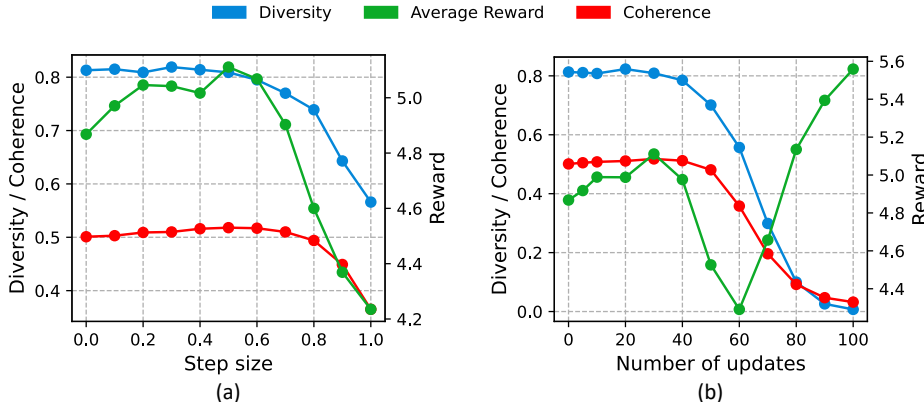 Diversity Average Reward Coherence
Diversity / Coherence
0.8
0.7
0.6
0.5
0.4
0.0 0.2 0.4 0.6 0.8 1.0
Step size
5.0
4.8
4.6
4.4
4.2
Reward
(a)
Diversity / Coherence
0.8
0.6
0.4
0.2
0.0
0 20 40 60 80 100
Number of updates
5.6
5.4
5.2
5.0
4.8
4.6
4.4
Reward
(b)